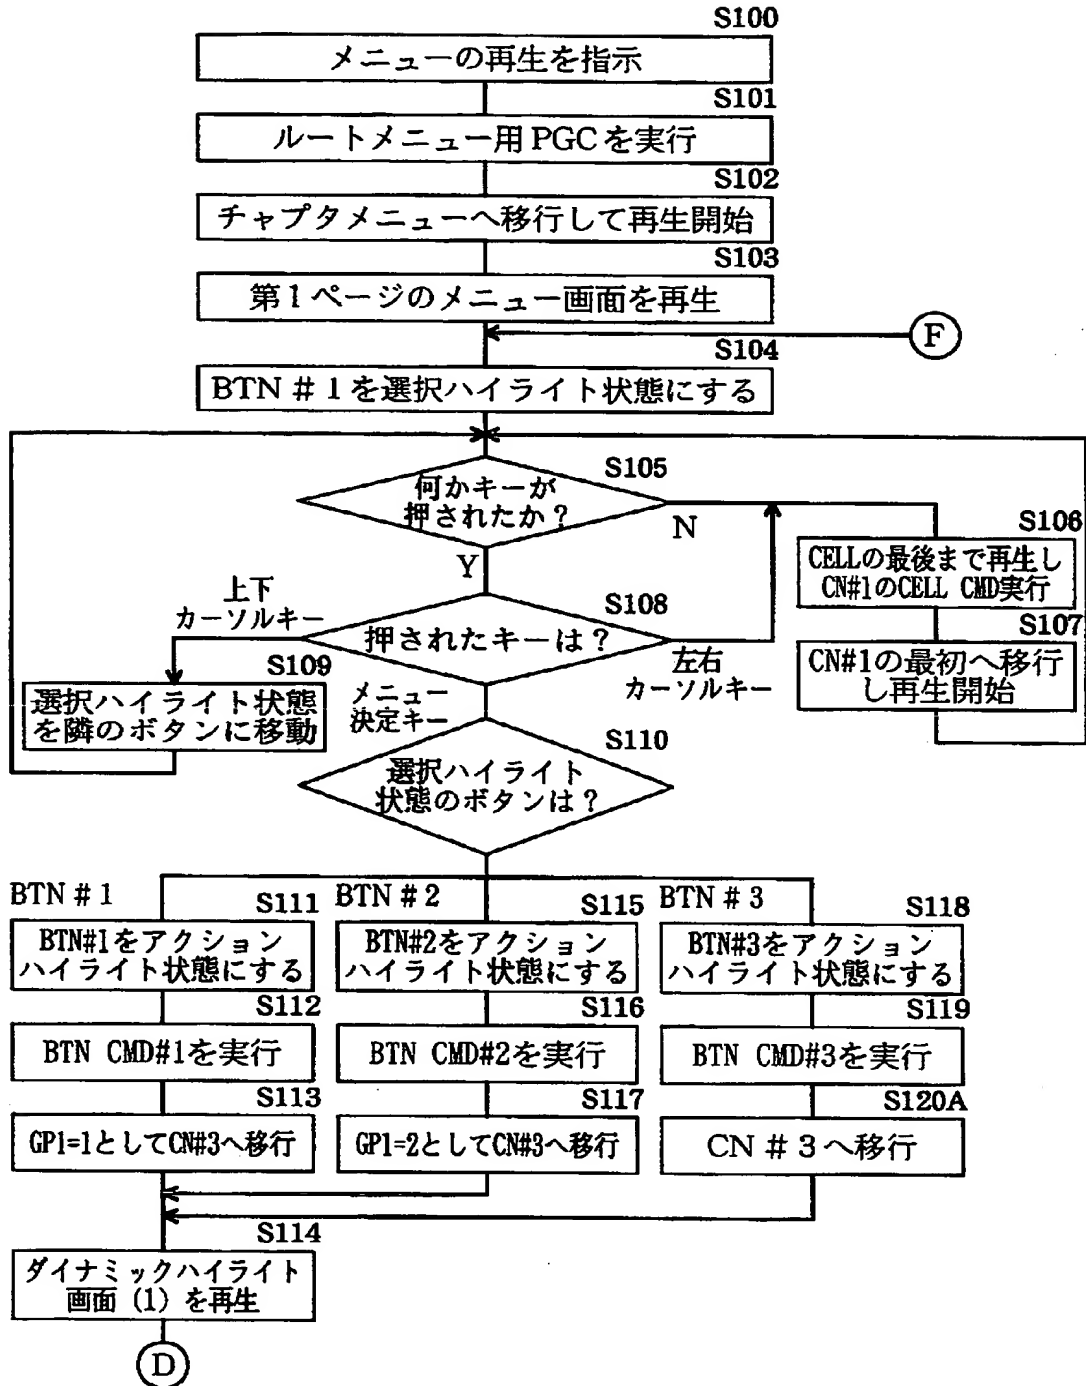 S100
メニューの再生を指示
S101
ルートメニュー用PGCを実行
S102
チャプタメニューへ移行して再生開始
S103
第1ページのメニュー画面を再生
F
S104
BTN#1を選択ハイライト状態にする
S105
何かキーが
押されたか?
N
Y
S106
CELLの最後まで再生し
CN#1のCELL CMD実行
S107
CN#1の最初へ移行
し再生開始
S108
押されたキーは?
上下
カーソルキー
左右
カーソルキー
メニュー
決定キー
S109
選択ハイライト状態
を隣のボタンに移動
S110
選択ハイライト
状態のボタンは?
BTN#1
S111
BTN#1をアクション
ハイライト状態にする
S112
BTN CMD#1を実行
S113
GP1=1としてCN#3へ移行
BTN#2
S115
BTN#2をアクション
ハイライト状態にする
S116
BTN CMD#2を実行
S117
GP1=2としてCN#3へ移行
BTN#3
S118
BTN#3をアクション
ハイライト状態にする
S119
BTN CMD#3を実行
S120A
CN#3へ移行
S114
ダイナミックハイライト
画面(1)を再生
D